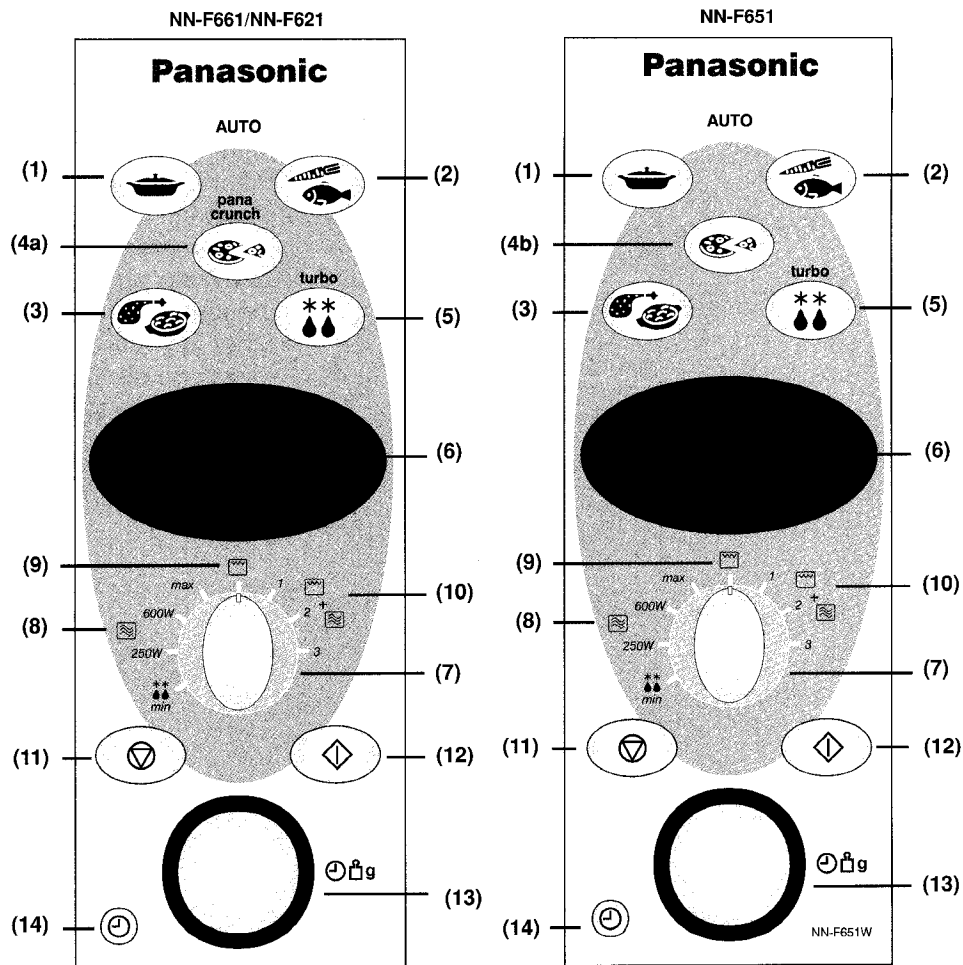 NN-F661/NN-F621
Panasonic
AUTO
(1)
(2)
pana
crunch
(4a)
turbo
(3)
(5)
(6)
(9)
max
1
(10)
600W
2
+
(8)
250W
3
(7)
min
(11)
(12)
g
(13)
(14)
NN-F651
Panasonic
AUTO
(1)
(2)
(4b)
turbo
(3)
(5)
(6)
(9)
max
1
(10)
600W
2
+
(8)
250W
3
(7)
min
(11)
(12)
g
(13)
(14)
NN-F651W